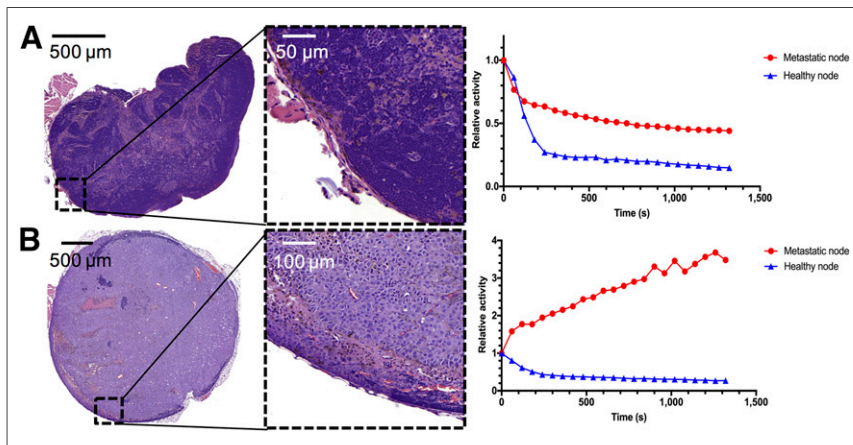 A
500 µm
50 µm
Relative activity
1.0
0.5
0.0
0
500
1,000
1,500
Time (s)
Metastatic node
Healthy node
B
500 µm
100 µm
Relative activity
4
3
2
1
0
0
500
1,000
1,500
Time (s)
Metastatic node
Healthy node